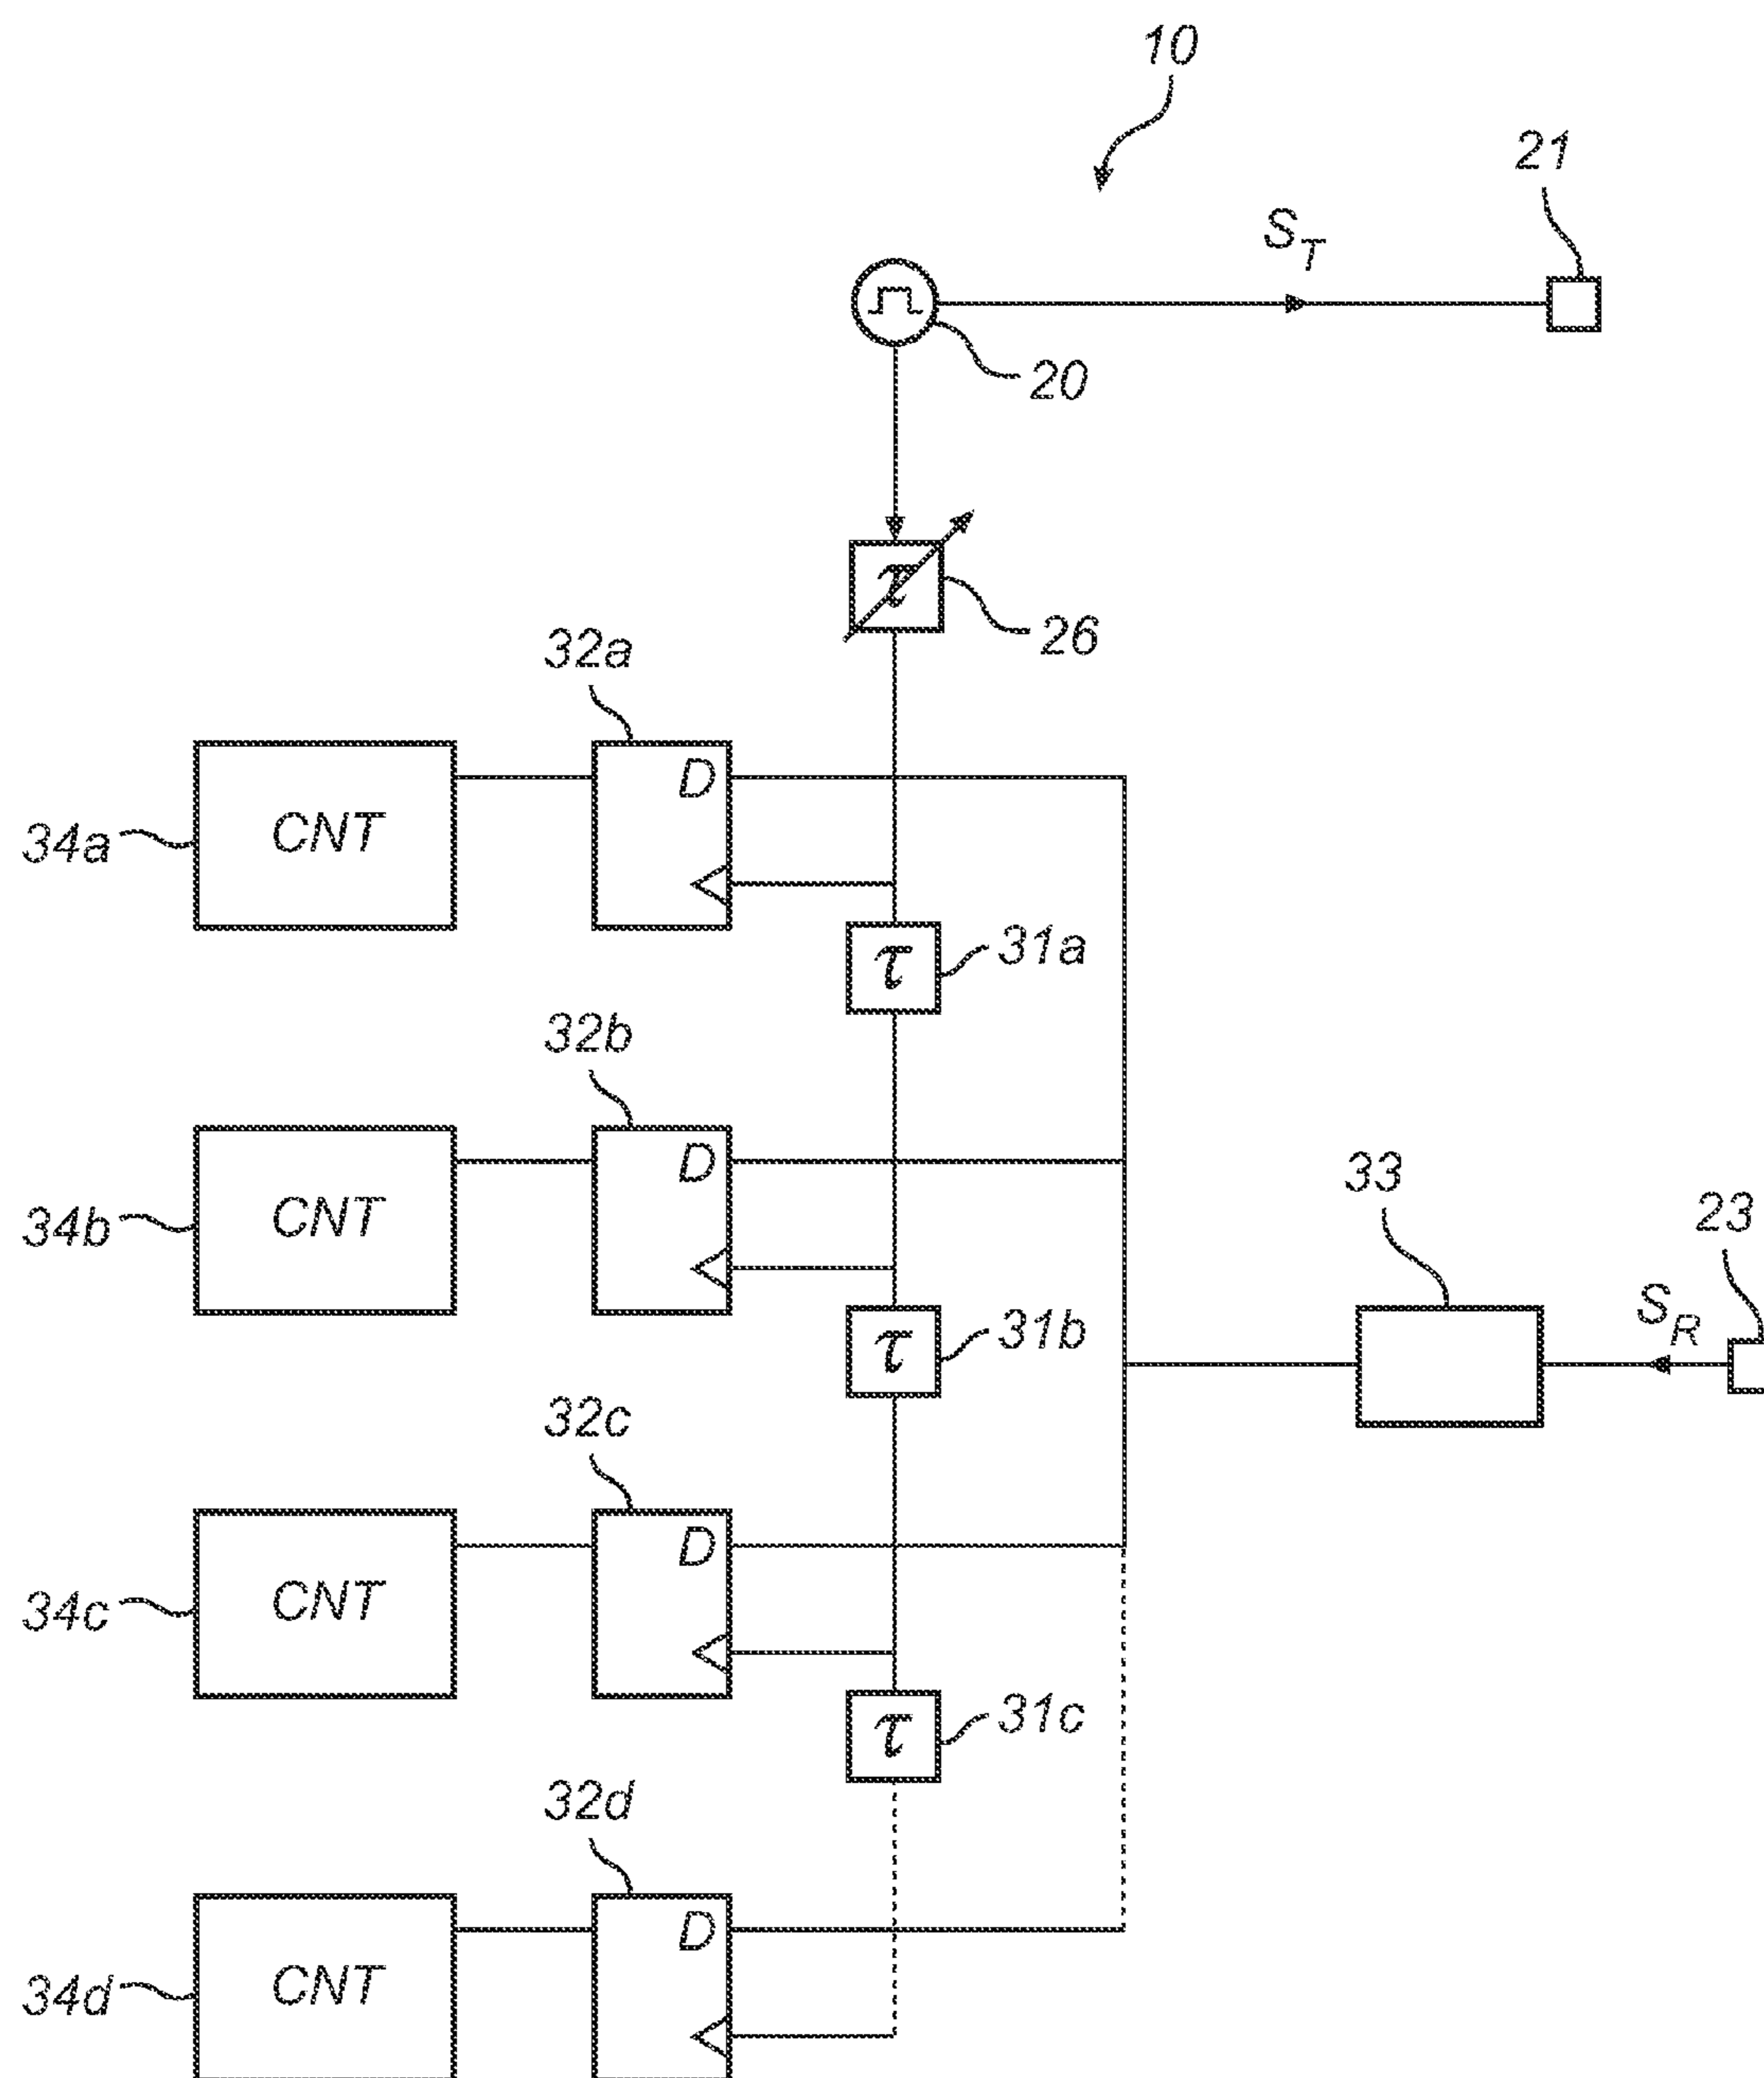 10
21
S_T
20
τ
26
32a
D
CNT
34a
τ
31a
32b
D
33
23
CNT
34b
S_R
τ
31b
32c
D
CNT
34c
τ
31c
32d
D
CNT
34d